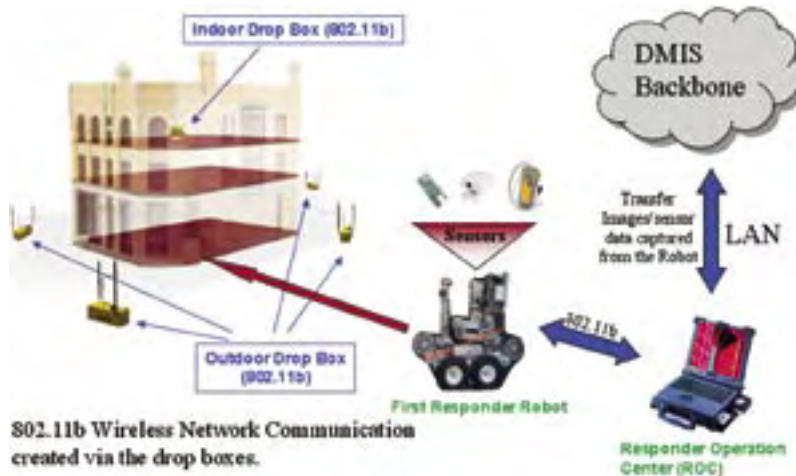 Indoor Drop Box (802.11b)
DMIS
Backbone
Sensors
Transfer
Images/sensor
data captured
from the Robot
LAN
802.11b
Outdoor Drop Box
(802.11b)
First Responder Robot
802.11b Wireless Network Communication
created via the drop boxes.
Responder Operation
Center (ROC)